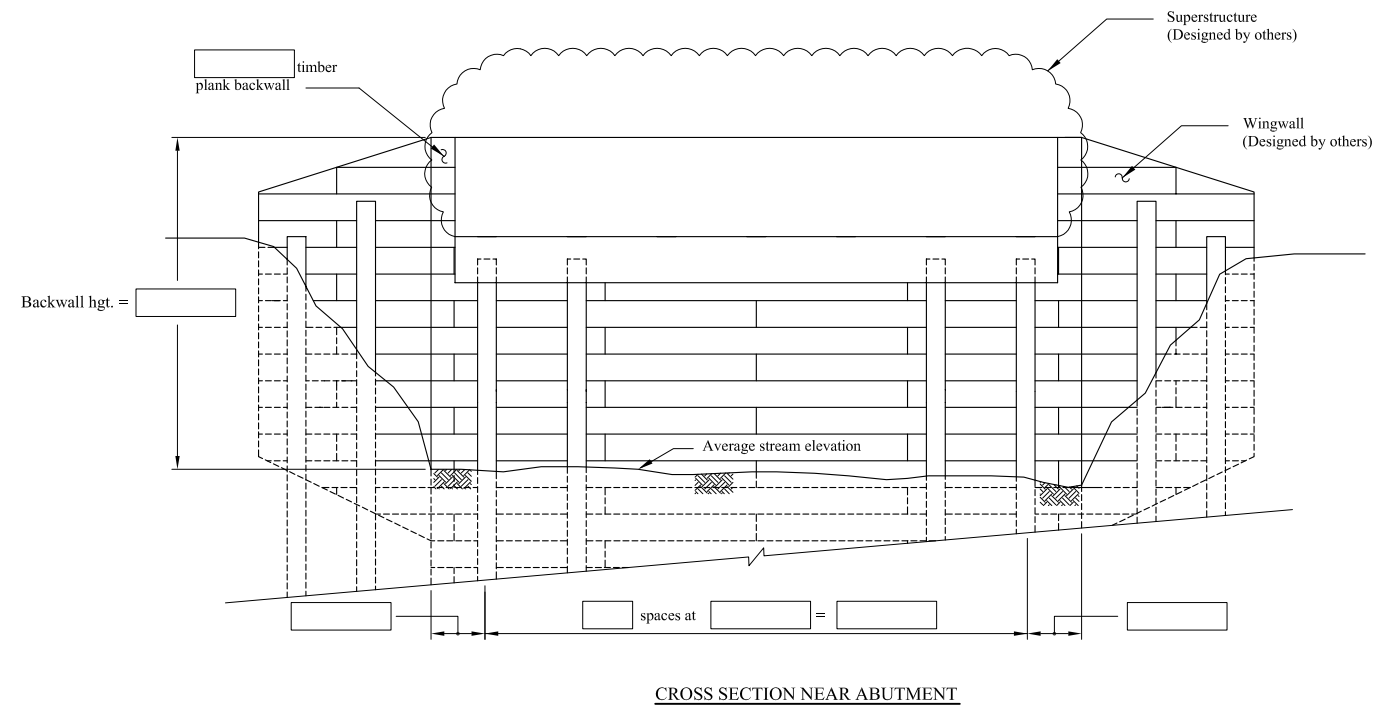 Superstructure
(Designed by others)
timber
plank backwall
Wingwall
(Designed by others)
Backwall hgt. =
Average stream elevation
spaces at =
CROSS SECTION NEAR ABUTMENT